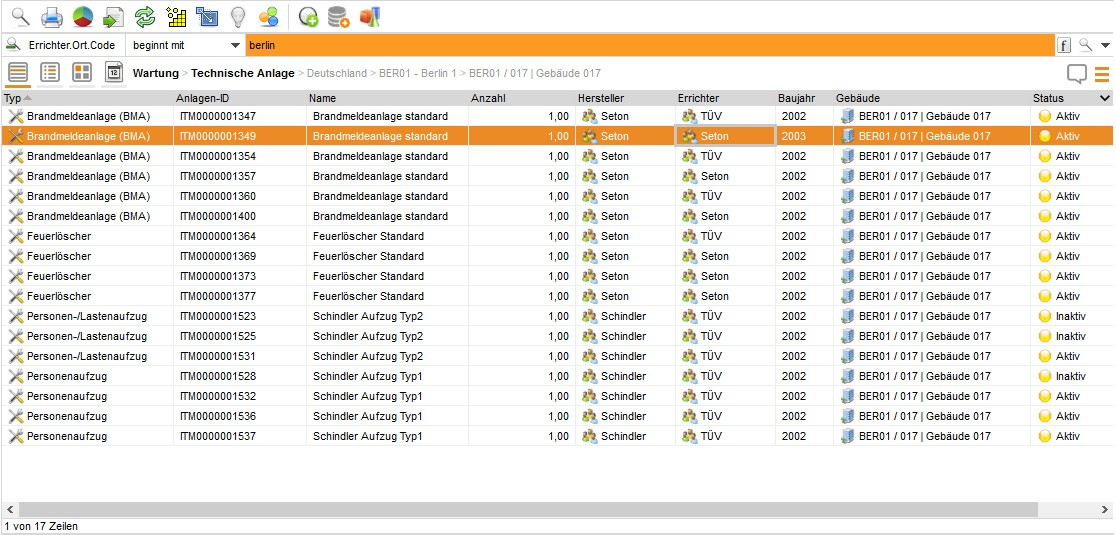 Errichter.Ort.Code beginnt mit berlin f
12 Wartung > Technische Anlage > Deutschland > BER01 - Berlin 1 > BER01 / 017 | Gebäude 017
Typ Anlagen-ID Name Anzahl Hersteller Errichter Baujahr Gebäude Status
Brandmeldeanlage (BMA) ITM0000001347 Brandmeldeanlage standard 1,00 Seton TÜV 2002 BER01 / 017 | Gebäude 017 Aktiv
Brandmeldeanlage (BMA) ITM0000001349 Brandmeldeanlage standard 1,00 Seton Seton 2003 BER01 / 017 | Gebäude 017 Aktiv
Brandmeldeanlage (BMA) ITM0000001354 Brandmeldeanlage standard 1,00 Seton TÜV 2002 BER01 / 017 | Gebäude 017 Aktiv
Brandmeldeanlage (BMA) ITM0000001357 Brandmeldeanlage standard 1,00 Seton Seton 2002 BER01 / 017 | Gebäude 017 Aktiv
Brandmeldeanlage (BMA) ITM0000001360 Brandmeldeanlage standard 1,00 Seton TÜV 2002 BER01 / 017 | Gebäude 017 Aktiv
Brandmeldeanlage (BMA) ITM0000001400 Brandmeldeanlage standard 1,00 Seton Seton 2002 BER01 / 017 | Gebäude 017 Aktiv
Feuerlöscher ITM0000001364 Feuerlöscher Standard 1,00 Seton TÜV 2002 BER01 / 017 | Gebäude 017 Aktiv
Feuerlöscher ITM0000001369 Feuerlöscher Standard 1,00 Seton Seton 2002 BER01 / 017 | Gebäude 017 Aktiv
Feuerlöscher ITM0000001373 Feuerlöscher Standard 1,00 Seton Seton 2002 BER01 / 017 | Gebäude 017 Aktiv
Feuerlöscher ITM0000001377 Feuerlöscher Standard 1,00 Seton Seton 2002 BER01 / 017 | Gebäude 017 Aktiv
Personen-/Lastenaufzug ITM0000001523 Schindler Aufzug Typ2 1,00 Schindler TÜV 2002 BER01 / 017 | Gebäude 017 Inaktiv
Personen-/Lastenaufzug ITM0000001525 Schindler Aufzug Typ2 1,00 Schindler TÜV 2002 BER01 / 017 | Gebäude 017 Inaktiv
Personen-/Lastenaufzug ITM0000001531 Schindler Aufzug Typ2 1,00 Schindler TÜV 2002 BER01 / 017 | Gebäude 017 Aktiv
Personenaufzug ITM0000001528 Schindler Aufzug Typ1 1,00 Schindler TÜV 2002 BER01 / 017 | Gebäude 017 Inaktiv
Personenaufzug ITM0000001532 Schindler Aufzug Typ1 1,00 Schindler TÜV 2002 BER01 / 017 | Gebäude 017 Aktiv
Personenaufzug ITM0000001536 Schindler Aufzug Typ1 1,00 Schindler TÜV 2002 BER01 / 017 | Gebäude 017 Aktiv
Personenaufzug ITM0000001537 Schindler Aufzug Typ1 1,00 Schindler TÜV 2002 BER01 / 017 | Gebäude 017 Aktiv
1 von 17 Zeilen